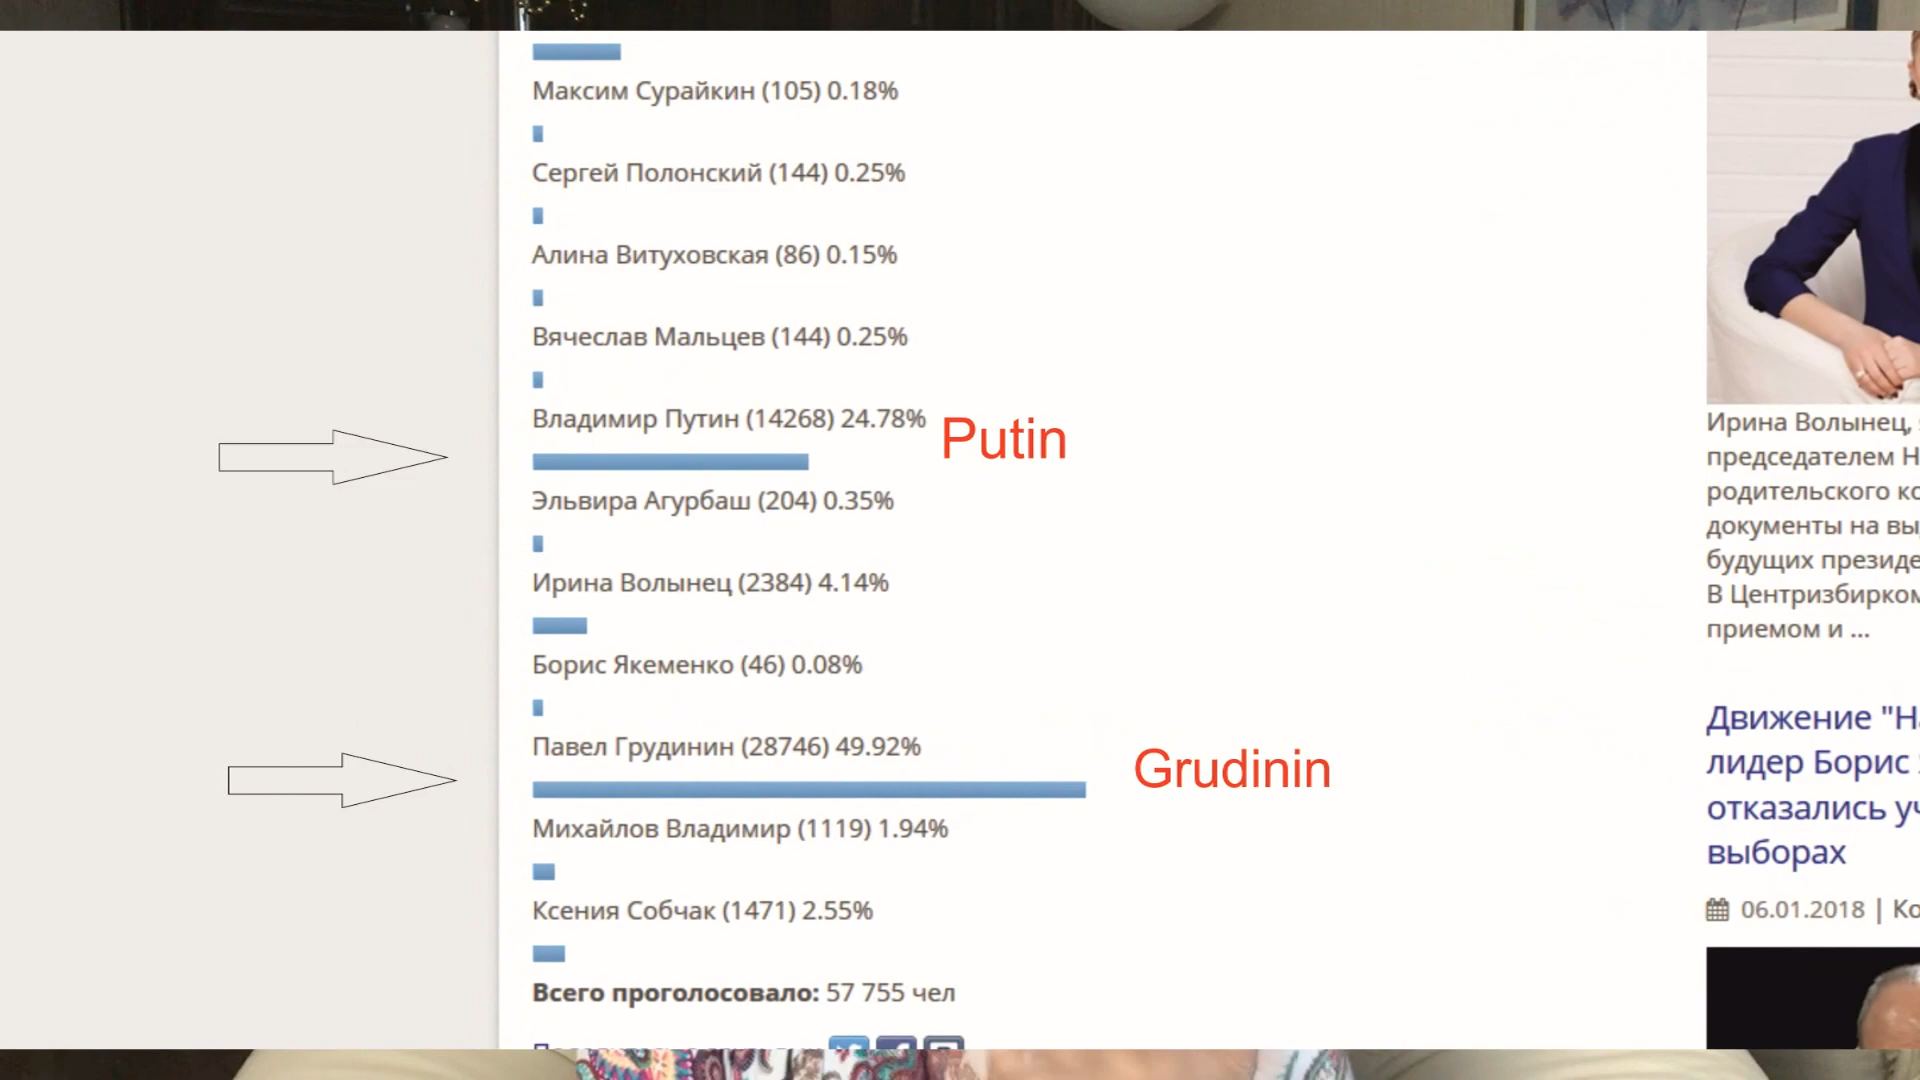 Максим Сурайкин (105) 0.18%
Сергей Полонский (144) 0.25%
Алина Витуховская (86) 0.15%
Вячеслав Мальцев (144) 0.25%
Владимир Путин (14268) 24.78%
Putin
Эльвира Агурбаш (204) 0.35%
Ирина Волынец (2384) 4.14%
Борис Якеменко (46) 0.08%
Павел Грудинин (28746) 49.92%
Grudinin
Михайлов Владимир (1119) 1.94%
Ксения Собчак (1471) 2.55%
Всего проголосовало: 57 755 чел
Ирина Волынец,
председателем Н
родительского ко
документы на вы
будущих президе
В Центризбирком
приемом и ...
Движение "На
лидер Борис
отказались уч
выборах
06.01.2018 | Ко